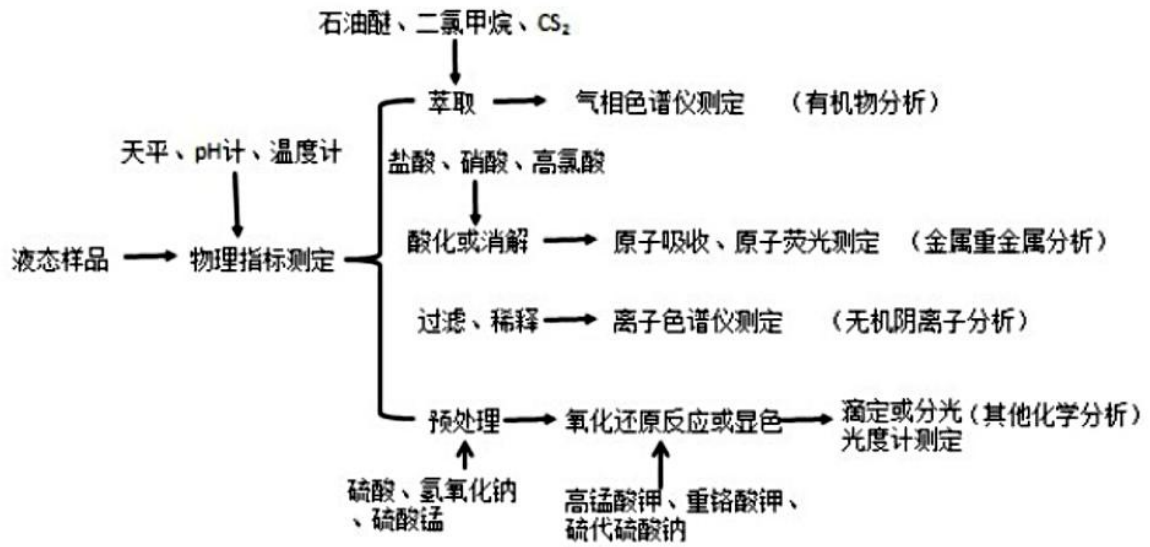 石油醚、二氯甲烷、CS₂
萃取
气相色谱仪测定
（有机物分析）
天平、pH计、温度计
盐酸、硝酸、高氯酸
液态样品
物理指标测定
酸化或消解
原子吸收、原子荧光测定
（金属重金属分析）
过滤、稀释
离子色谱仪测定
（无机阴离子分析）
预处理
氧化还原反应或显色
滴定或分光
光度计测定
（其他化学分析）
硫酸、氢氧化钠
、硫酸锰
高锰酸钾、重铬酸钾、
硫代硫酸钠